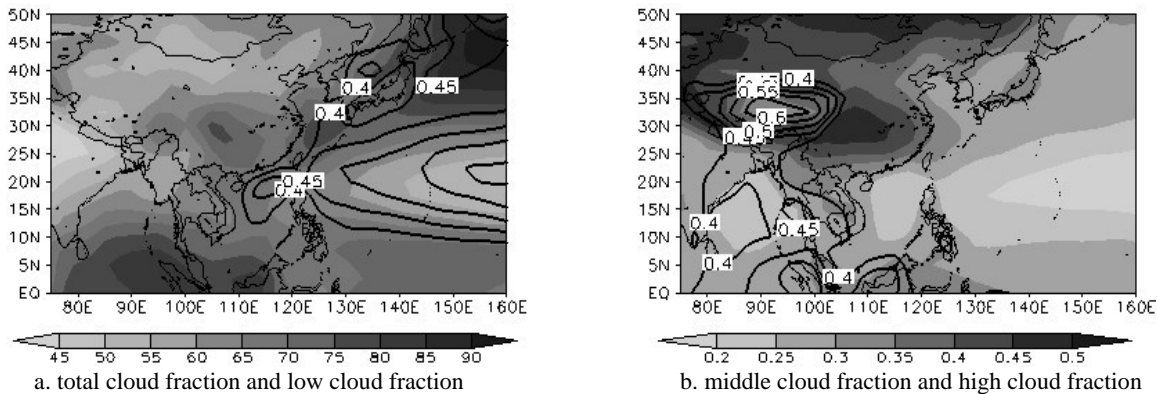 50N
45N
40N
35N
30N
25N
20N
15N
10N
5N
EQ
80E 90E 100E 110E 120E 130E 140E 150E 160E
0.4
0.45
0.4
0.45
45 50 55 60 65 70 75 80 85 90
a. total cloud fraction and low cloud fraction
50N
45N
40N
35N
30N
25N
20N
15N
10N
5N
EQ
80E 90E 100E 110E 120E 130E 140E 150E 160E
0.4
0.55
0.6
0.5
0.4
0.45
0.4
0.4
0.2 0.25 0.3 0.35 0.4 0.45 0.5
b. middle cloud fraction and high cloud fraction